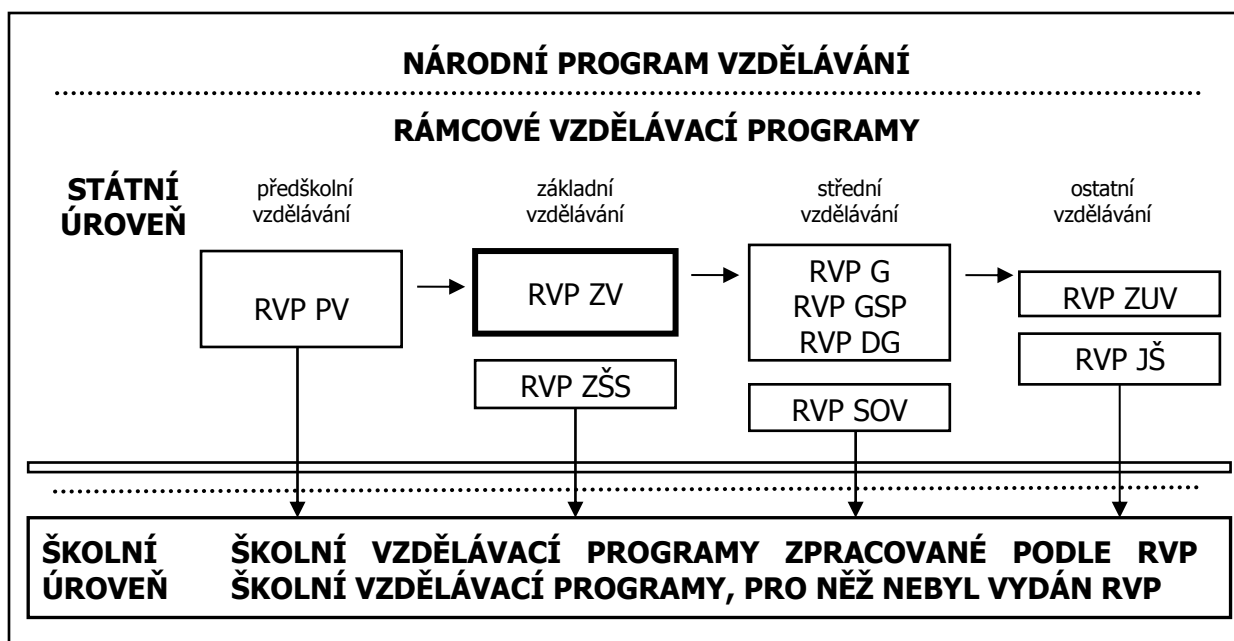 NÁRODNÍ PROGRAM VZDĚLÁVÁNÍ
RÁMCOVÉ VZDĚLÁVACÍ PROGRAMY
STÁTNÍ
ÚROVEŇ
předškolní
vzdělávání
základní
vzdělávání
střední
vzdělávání
ostatní
vzdělávání
RVP PV
RVP ZV
RVP ZŠS
RVP G
RVP GSP
RVP DG
RVP SOV
RVP ZUV
RVP JŠ
ŠKOLNÍ
ÚROVEŇ
ŠKOLNÍ VZDĚLÁVACÍ PROGRAMY ZPRACOVANÉ PODLE RVP
ŠKOLNÍ VZDĚLÁVACÍ PROGRAMY, PRO NĚŽ NEBYL VYDÁN RVP